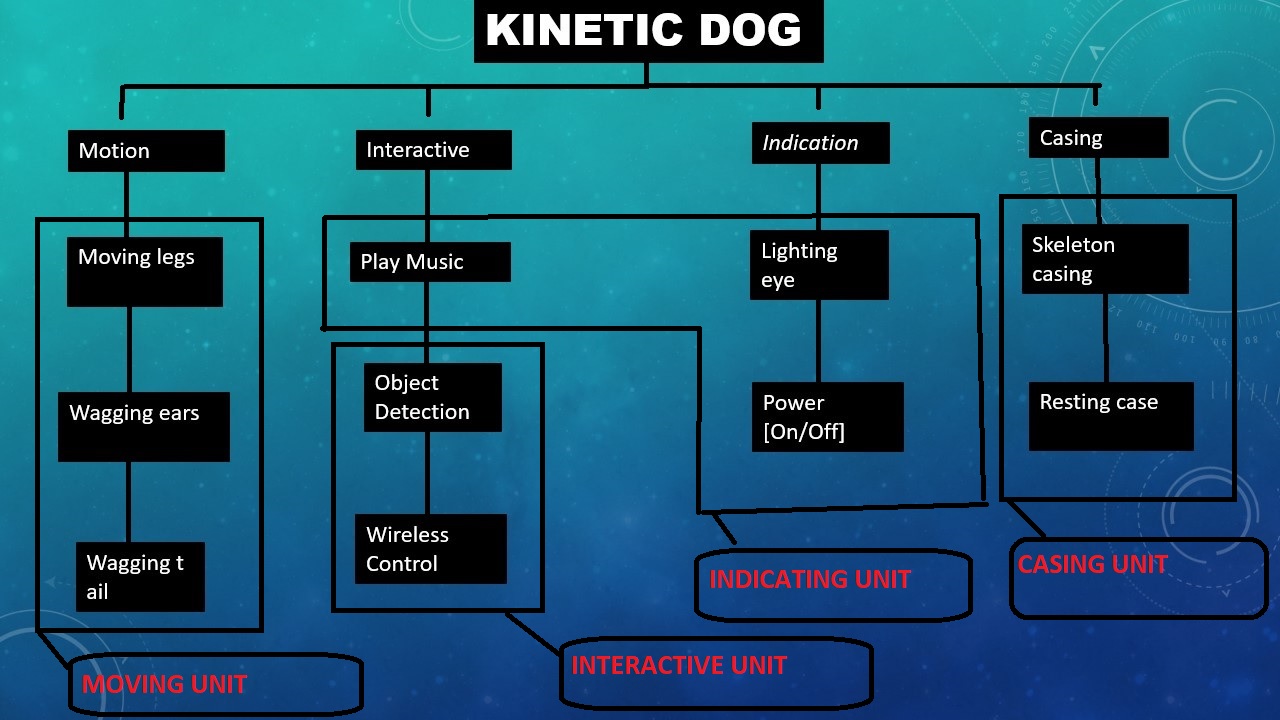 KINETIC DOG
Motion
Interactive
Indication
Casing
Moving legs
Play Music
Lighting
eye
Skeleton
casing
Wagging ears
Object
Detection
Power
[On/Off]
Resting case
Wagging t
ail
Wireless
Control
INDICATING UNIT
CASING UNIT
INTERACTIVE UNIT
MOVING UNIT